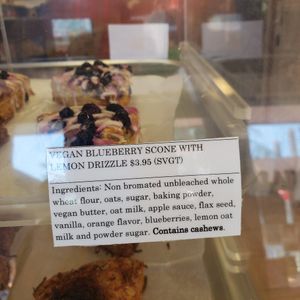 VEGAN BLUEBERRY SCONE WITH
LEMON DRIZZLE $3.95 (SVGT)
Ingredients: Non bromated unbleached whole
wheat flour, oats, sugar, baking powder,
vegan butter, oat milk, apple sauce, flax seed,
vanilla, orange flavor, blueberries, lemon oat
milk and powder sugar. Contains cashews.